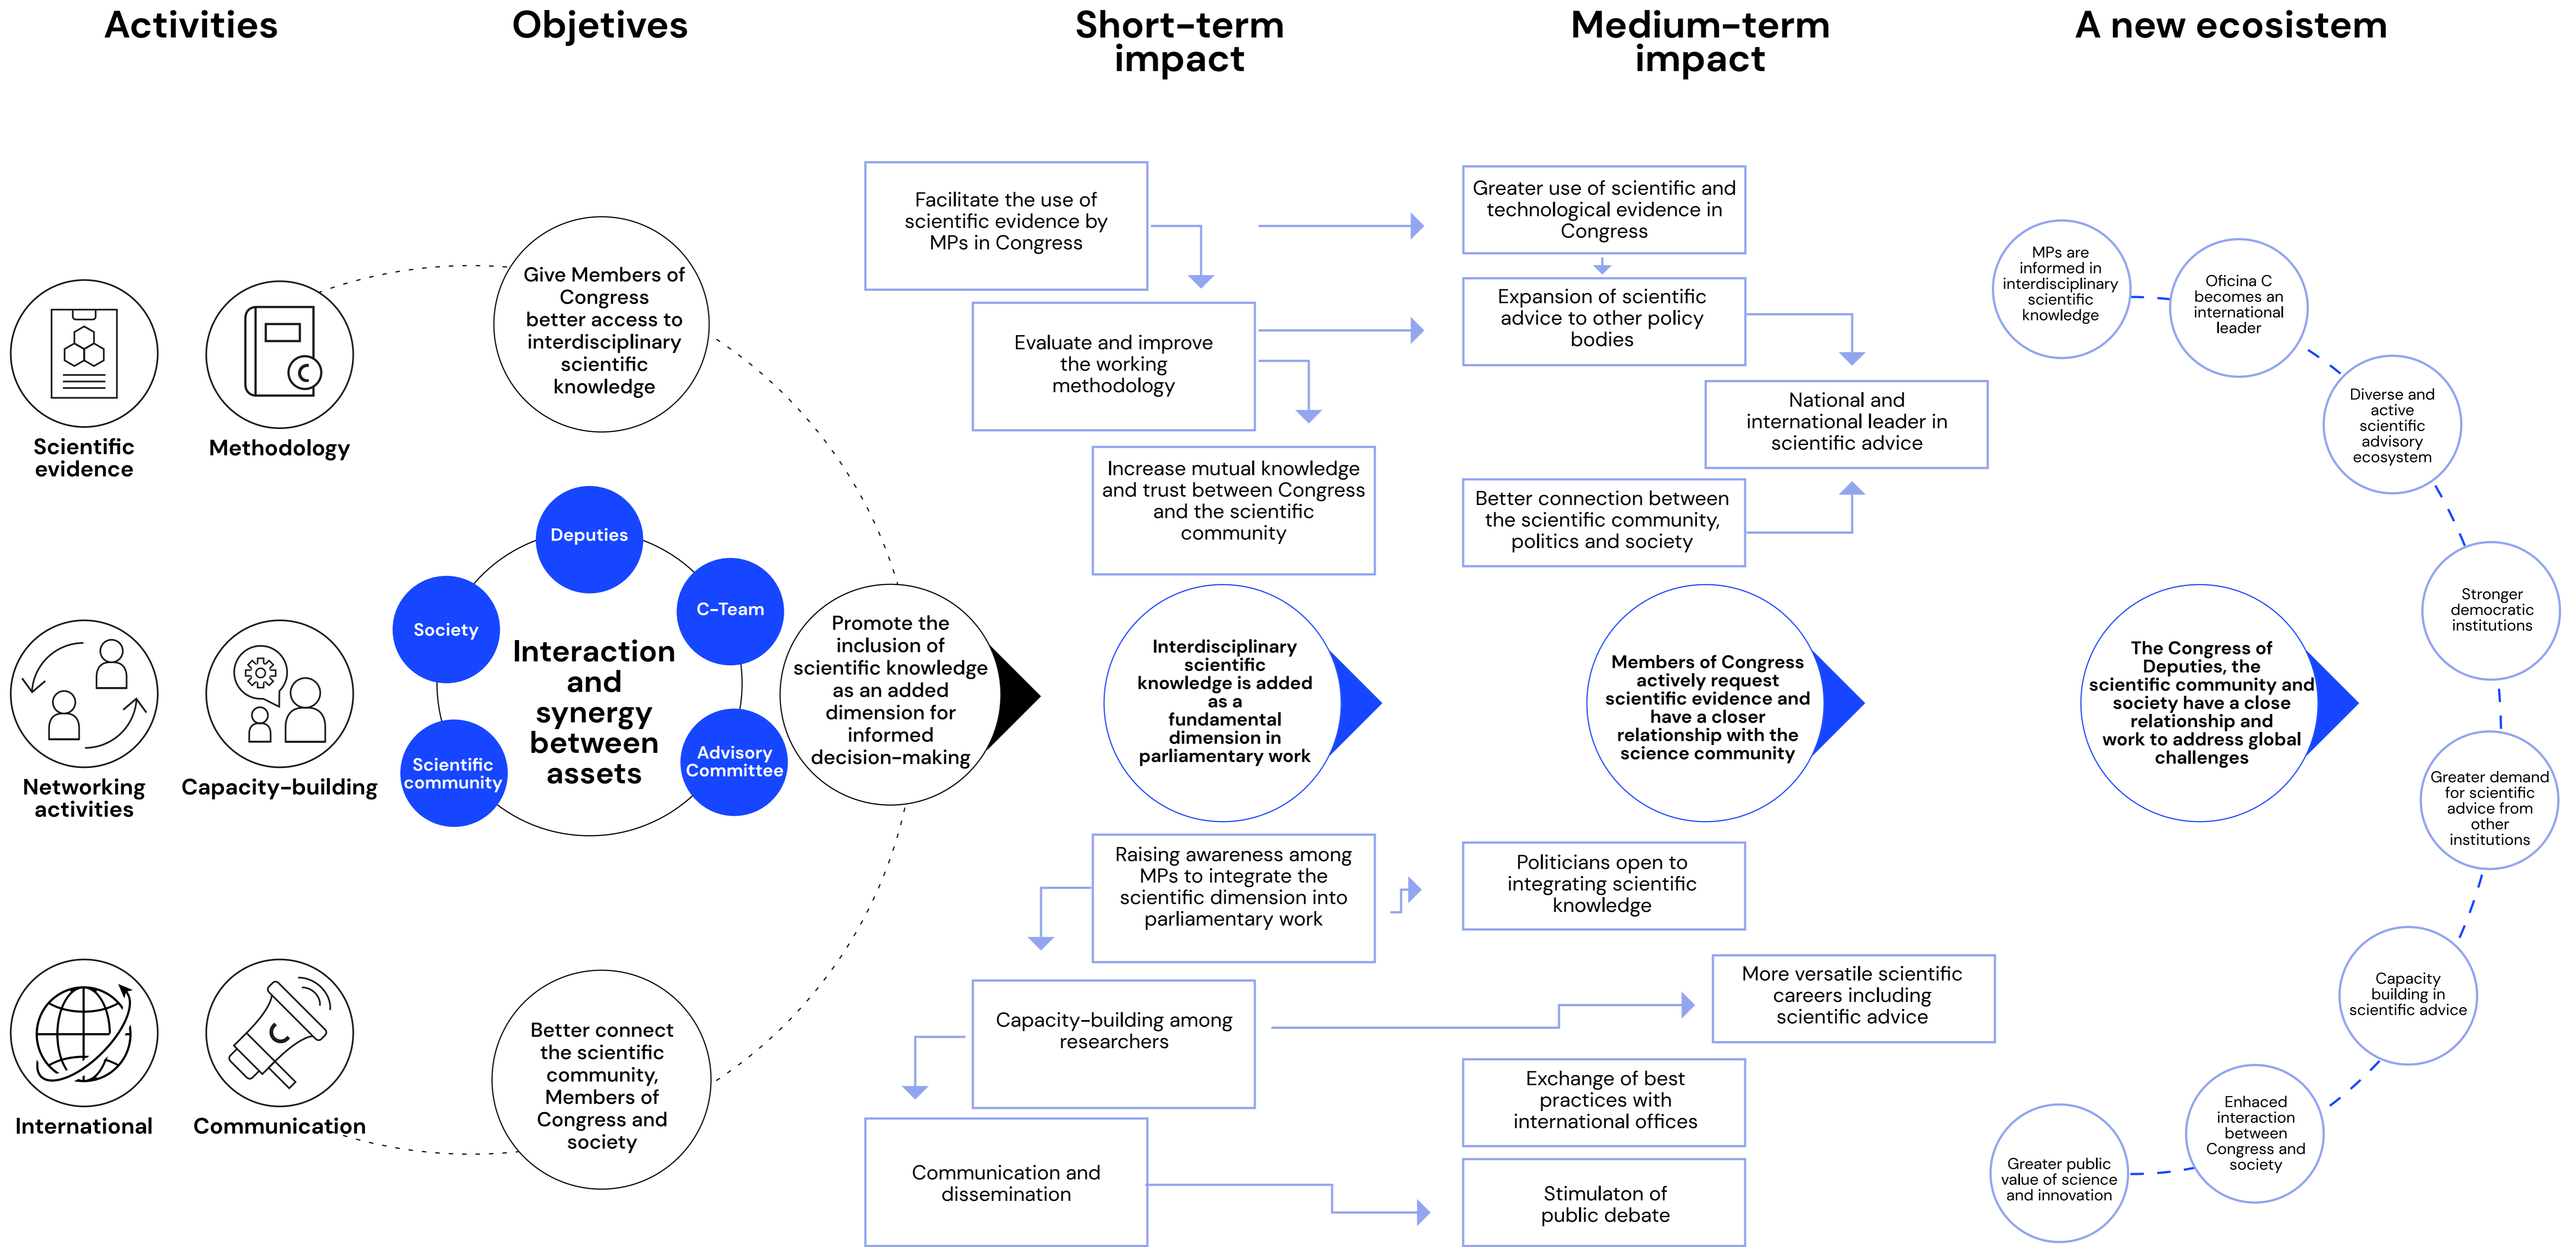 Activities
Objetives
Short-term
impact
Medium-term
impact
A new ecosistem
Scientific
evidence
Methodology
Networking
activities
Capacity-building
International
Communication
Give Members of
Congress
better access to
interdisciplinary
scientific
knowledge
Deputies
C-Team
Society
Scientific
community
Advisory
Committee
Interaction
and
synergy
between
assets
Promote the
inclusion of
scientific knowledge
as an added
dimension for
informed
decision-making
Better connect
the scientific
community,
Members of
Congress and
society
Facilitate the use of
scientific evidence by
MPs in Congress
Evaluate and improve
the working
methodology
Increase mutual knowledge
and trust between Congress
and the scientific
community
Interdisciplinary
scientific
knowledge is added
as a
fundamental
dimension in
parliamentary work
Raising awareness among
MPs to integrate the
scientific dimension into
parliamentary work
Capacity-building among
researchers
Communication and
dissemination
Greater use of scientific and
technological evidence in
Congress
Expansion of scientific
advice to other policy
bodies
National and
international leader in
scientific advice
Better connection between
the scientific community,
politics and society
Members of Congress
actively request
scientific evidence and
have a closer
relationship with the
science community
Politicians open to
integrating scientific
knowledge
More versatile scientific
careers including
scientific advice
Exchange of best
practices with
international offices
Stimulaton of
public debate
MPs are
informed in
interdisciplinary
scientific
knowledge
Oficina C
becomes an
international
leader
Diverse and
active
scientific
advisory
ecosystem
Stronger
democratic
institutions
The Congress of
Deputies, the
scientific community and
society have a close
relationship and
work to address global
challenges
Greater demand
for scientific
advice from
other
institutions
Capacity
building in
scientific advice
Enhaced
interaction
between
Congress and
society
Greater public
value of science
and innovation